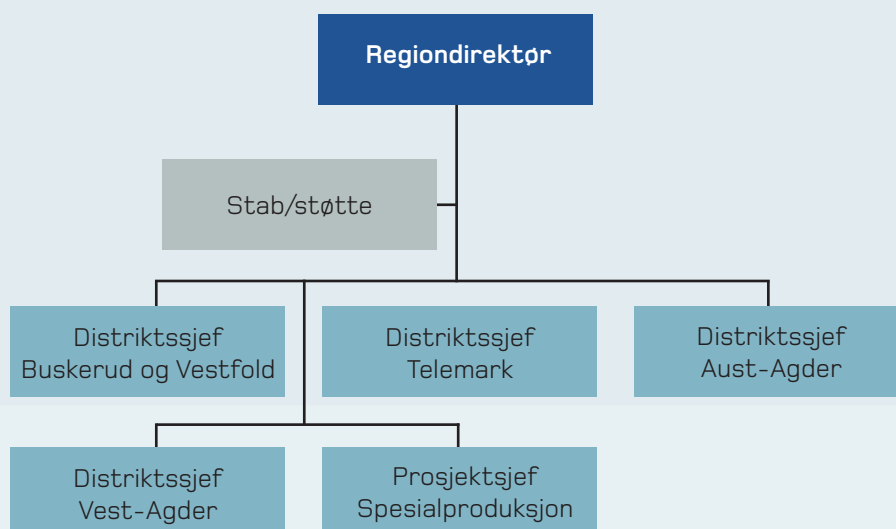 Regiondirektør
Stab/støtte
Distriktssjef
Buskerud og Vestfold
Distriktssjef
Telemark
Distriktssjef
Aust-Agder
Distriktssjef
Vest-Agder
Prosjektsjef
Spesialproduksjon